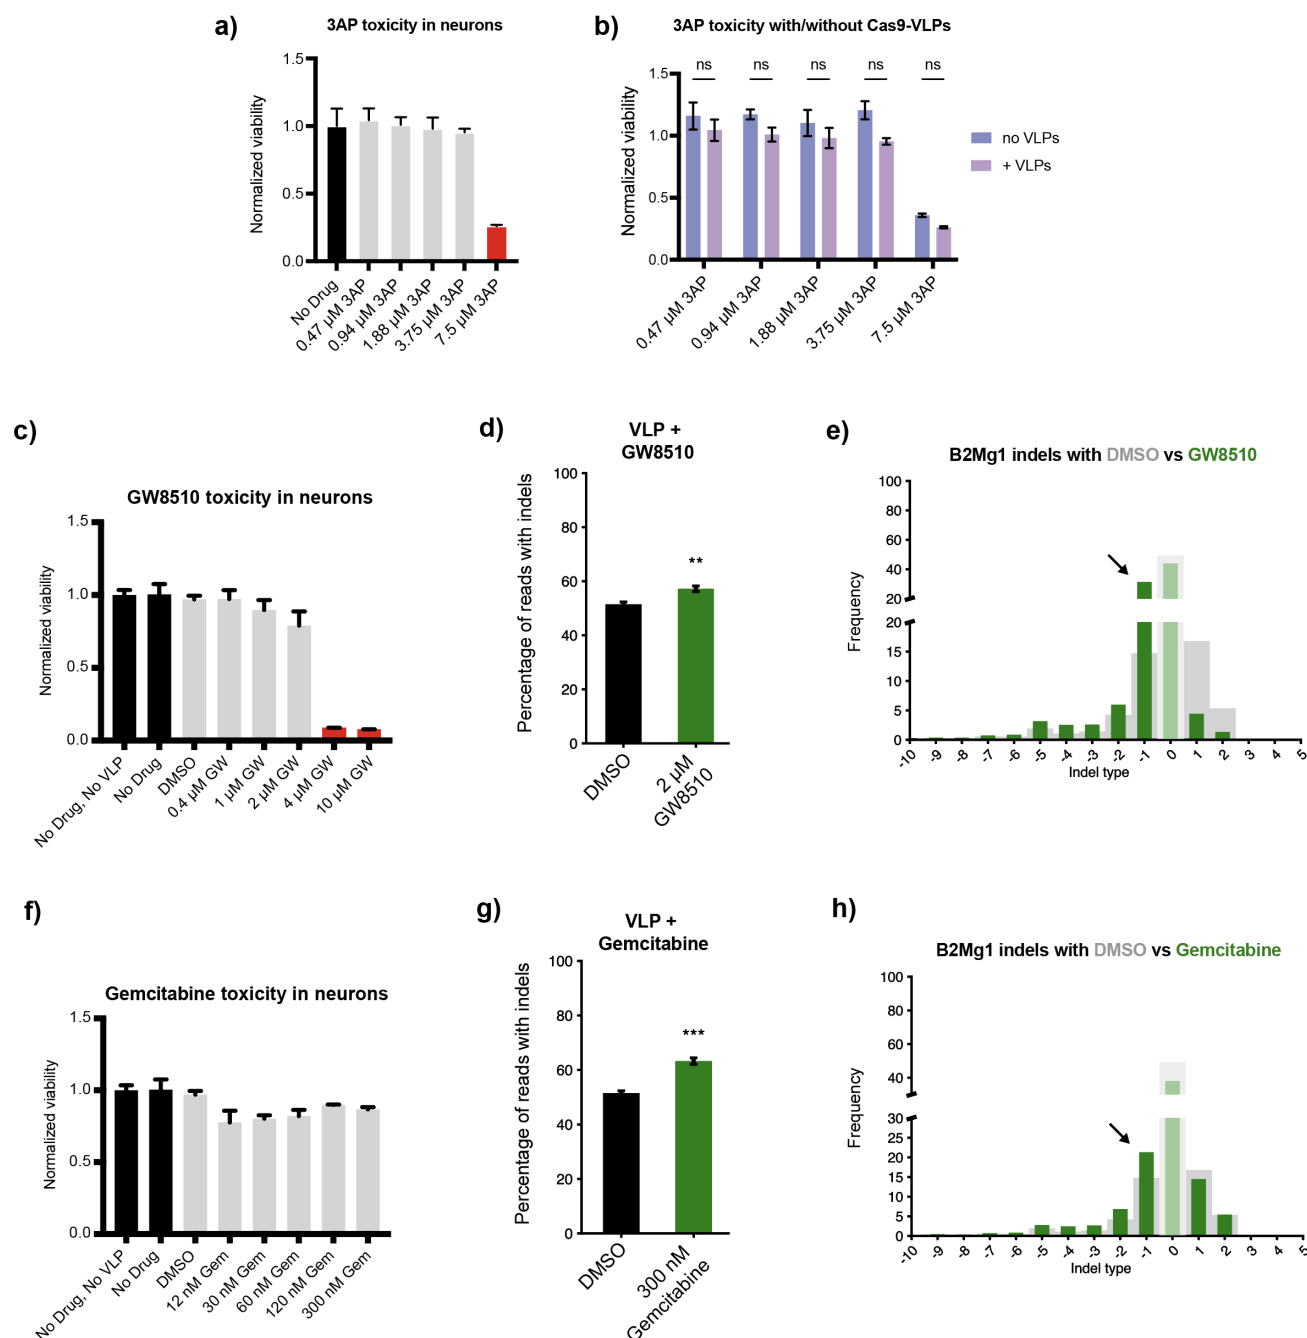 a)
3AP toxicity in neurons
Normalized viability
1.5
1.0
0.5
0.0
No Drug
0.47 µM 3AP
0.94 µM 3AP
1.88 µM 3AP
3.75 µM 3AP
7.5 µM 3AP
b)
3AP toxicity with/without Cas9-VLPs
Normalized viability
1.5
1.0
0.5
0.0
ns
ns
ns
ns
ns
0.47 µM 3AP
0.94 µM 3AP
1.88 µM 3AP
3.75 µM 3AP
7.5 µM 3AP
no VLPs
+ VLPs
c)
GW8510 toxicity in neurons
Normalized viability
1.5
1.0
0.5
0.0
No Drug, No VLP
No Drug
DMSO
0.4 µM GW
1 µM GW
2 µM GW
4 µM GW
10 µM GW
d)
VLP +
GW8510
Percentage of reads with indels
100
80
60
40
20
0
**
DMSO
2 µM
GW8510
e)
B2Mg1 indels with DMSO vs GW8510
Frequency
100
80
60
40
20
20
15
10
5
0
-10
-9
-8
-7
-6
-5
-4
-3
-2
-1
0
1
2
3
4
5
Indel type
f)
Gemcitabine toxicity in neurons
Normalized viability
1.5
1.0
0.5
0.0
No Drug, No VLP
No Drug
DMSO
12 nM Gem
30 nM Gem
60 nM Gem
120 nM Gem
300 nM Gem
g)
VLP +
Gemcitabine
Percentage of reads with indels
100
80
60
40
20
0
***
DMSO
300 nM
Gemcitabine
h)
B2Mg1 indels with DMSO vs Gemcitabine
Frequency
100
80
60
40
30
25
20
15
10
5
0
-10
-9
-8
-7
-6
-5
-4
-3
-2
-1
0
1
2
3
4
5
Indel type